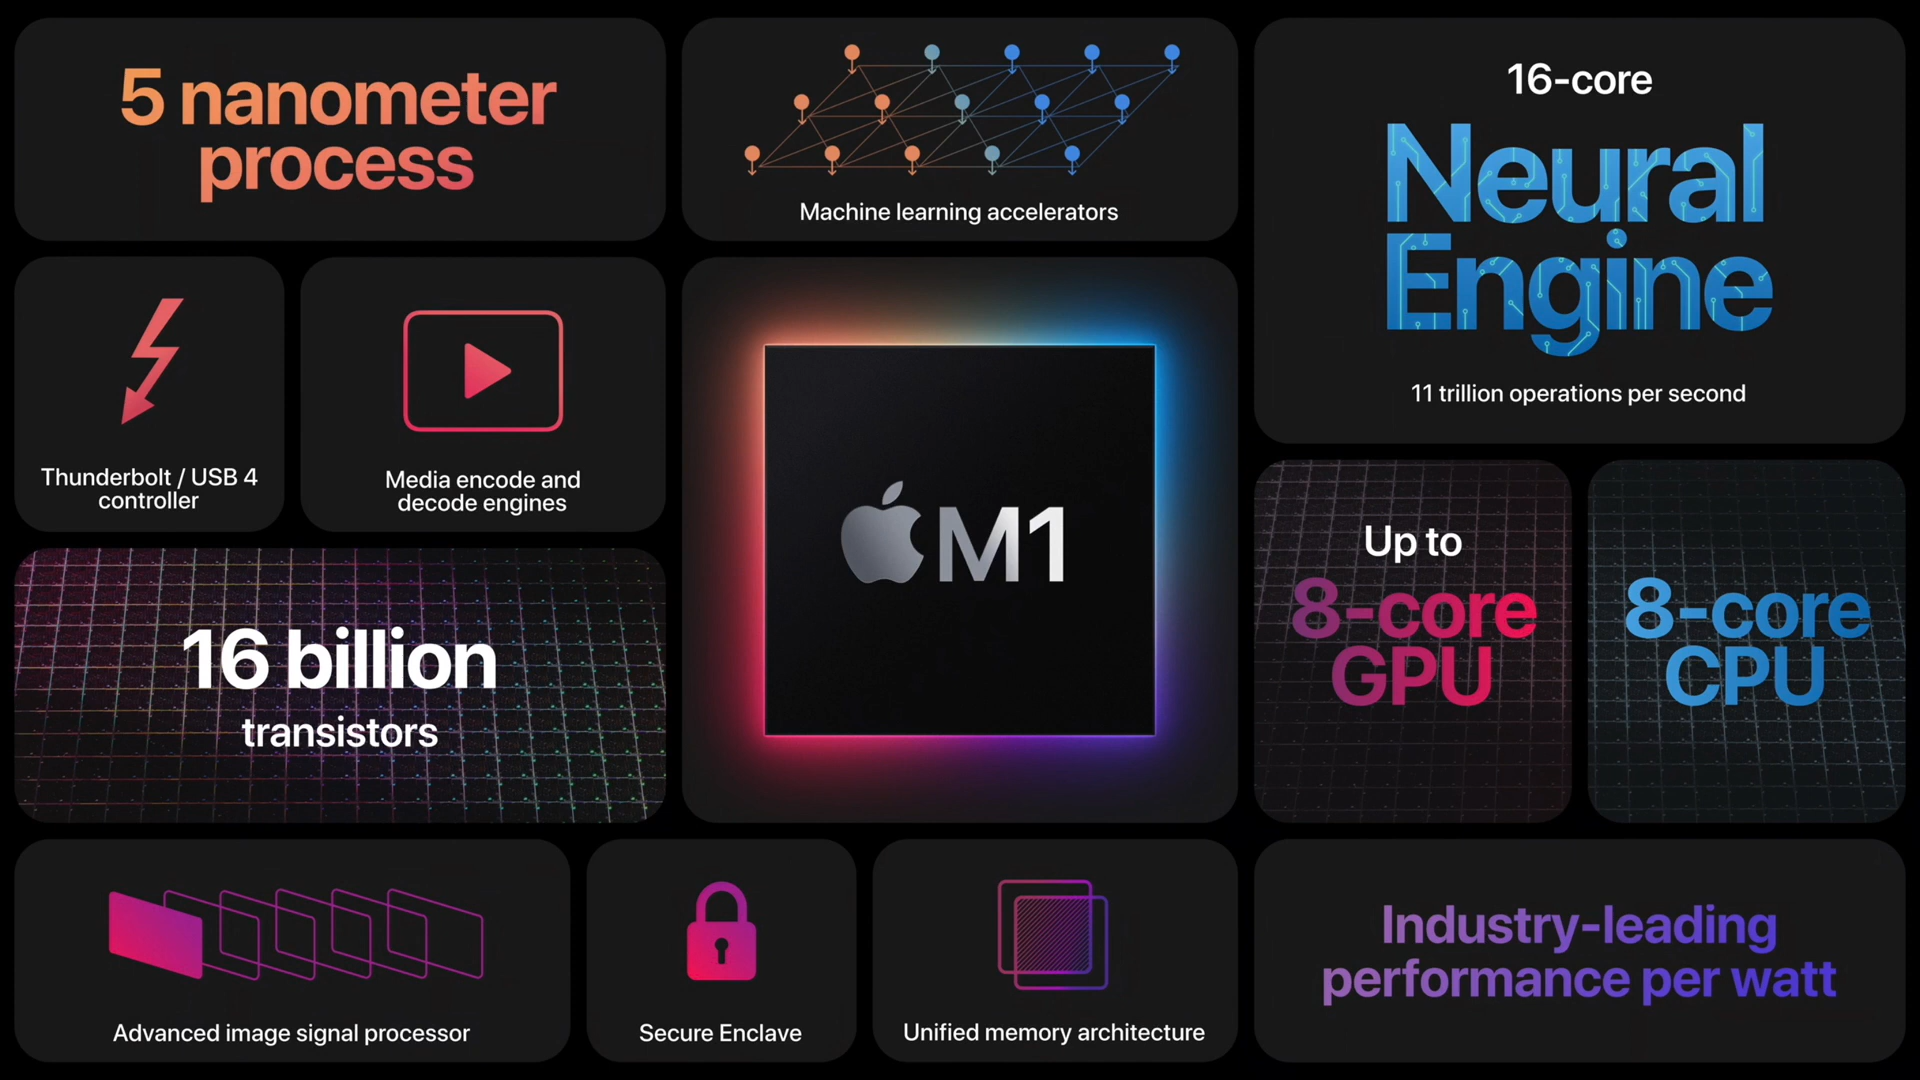 5 nanometer
process
Machine learning accelerators
16-core
Neural
Engine
11 trillion operations per second
Thunderbolt / USB 4
controller
Media encode and
decode engines
M1
Up to
8-core
GPU
8-core
CPU
16 billion
transistors
Advanced image signal processor
Secure Enclave
Unified memory architecture
Industry-leading
performance per watt